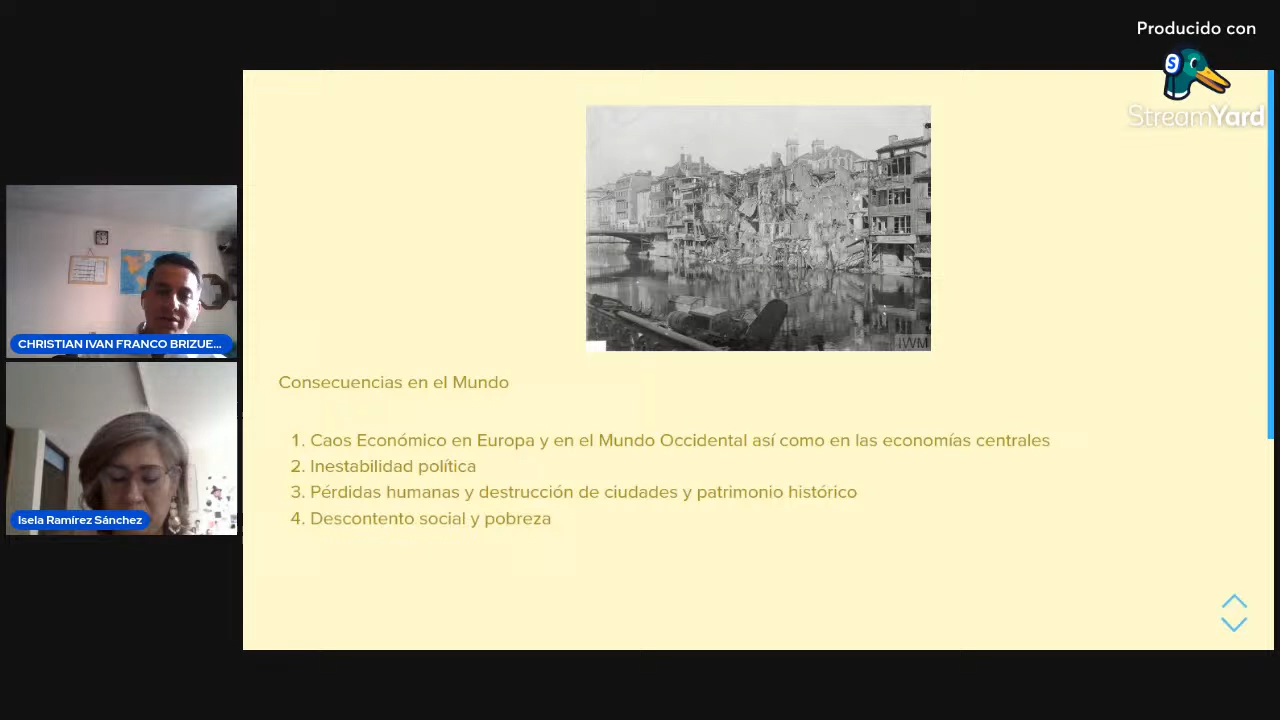 Producido con
StreamYard
CHRISTIAN IVAN FRANCO BRIZUE...
Isela Ramírez Sánchez
IWM
Consecuencias en el Mundo
1. Caos Económico en Europa y en el Mundo Occidental así como en las economías centrales
2. Inestabilidad política
3. Pérdidas humanas y destrucción de ciudades y patrimonio histórico
4. Descontento social y pobreza